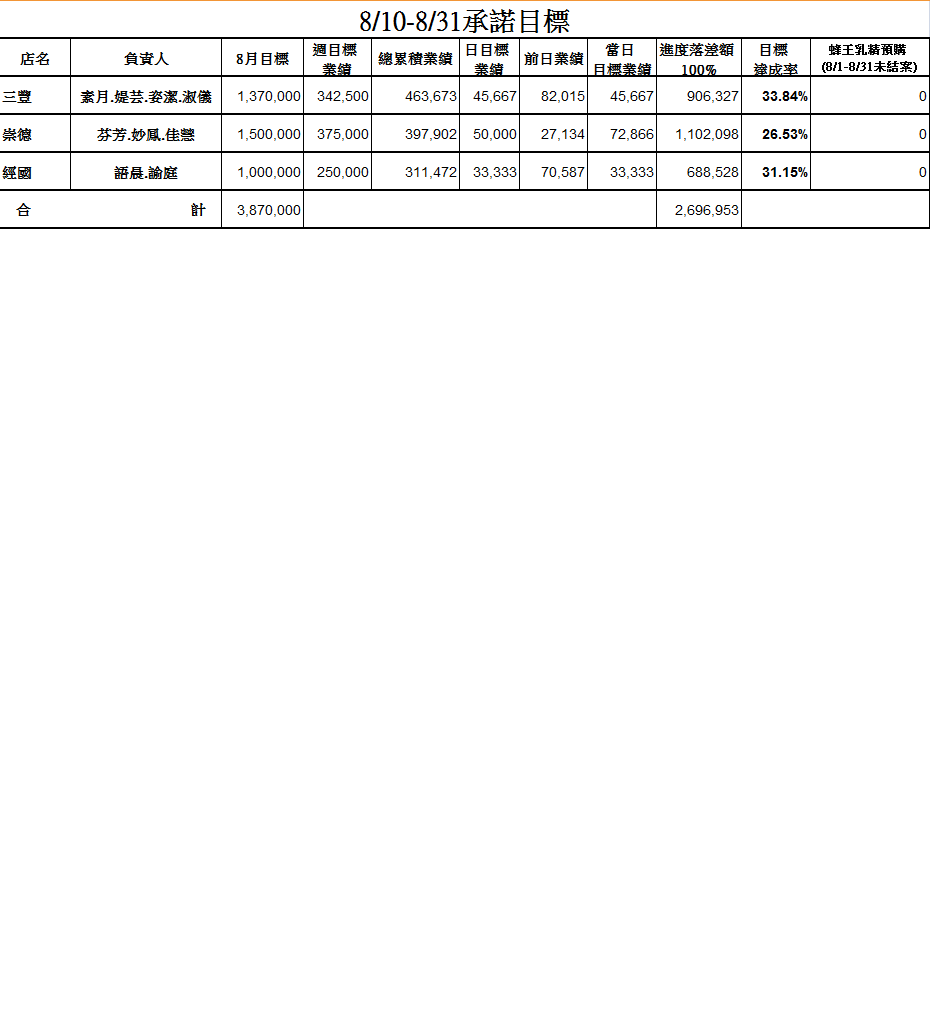 8/10-8/31承諾目標
店名 負責人 8月目標 週目標業績 總累積業績 日目標業績 前日業績 當日目標業績 進度落差額100% 目標達成率 蜂王乳精預購(8/1-8/31未結案)
三豐 素月.媞芸.姿潔.淑儀 1,370,000 342,500 463,673 45,667 82,015 45,667 906,327 33.84% 0
崇德 芬芳.妙鳳.佳慧 1,500,000 375,000 397,902 50,000 27,134 72,866 1,102,098 26.53% 0
經國 語晨.諭庭 1,000,000 250,000 311,472 33,333 70,587 33,333 688,528 31.15% 0
合計 3,870,000 2,696,953